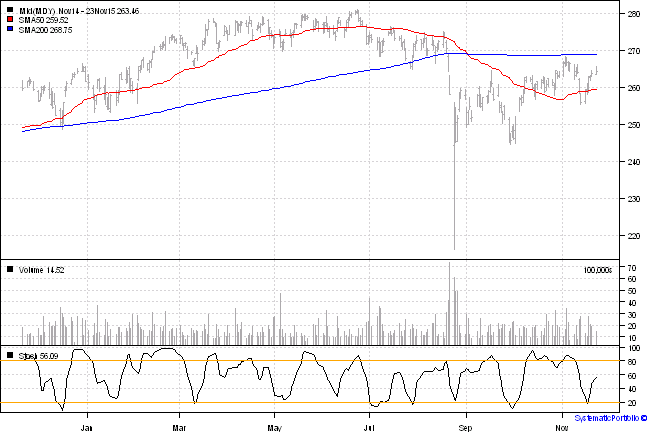 Mid(MDY), Nov14 - 23Nov15 263.46
SMA50 259.52
SMA200 268.75
280
270
260
250
240
230
220
Volume 14.52
100,000s
70
60
50
40
30
20
10
Stock 56.09
100
80
60
40
20
Jan
Mar
May
Jul
Sep
Nov
SystematicPortfolio ©